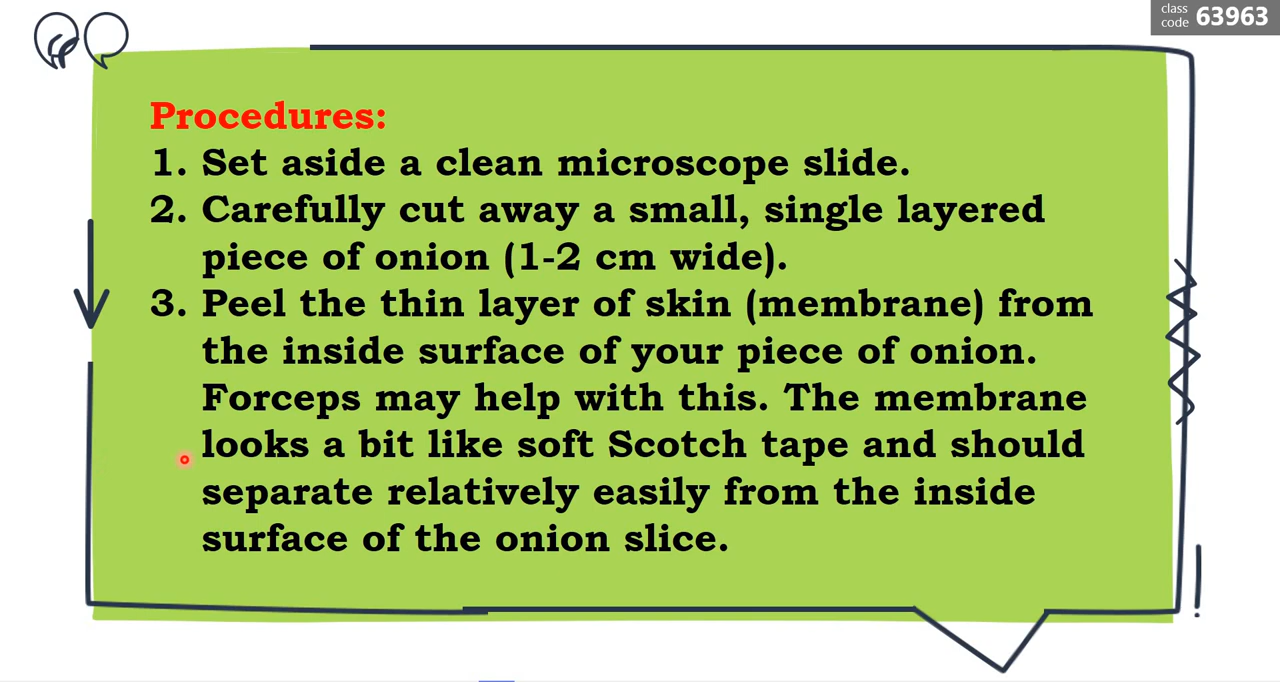 class
code 63963
Procedures:
1. Set aside a clean microscope slide.
2. Carefully cut away a small, single layered
piece of onion (1-2 cm wide).
3. Peel the thin layer of skin (membrane) from
the inside surface of your piece of onion.
Forceps may help with this. The membrane
looks a bit like soft Scotch tape and should
separate relatively easily from the inside
surface of the onion slice.